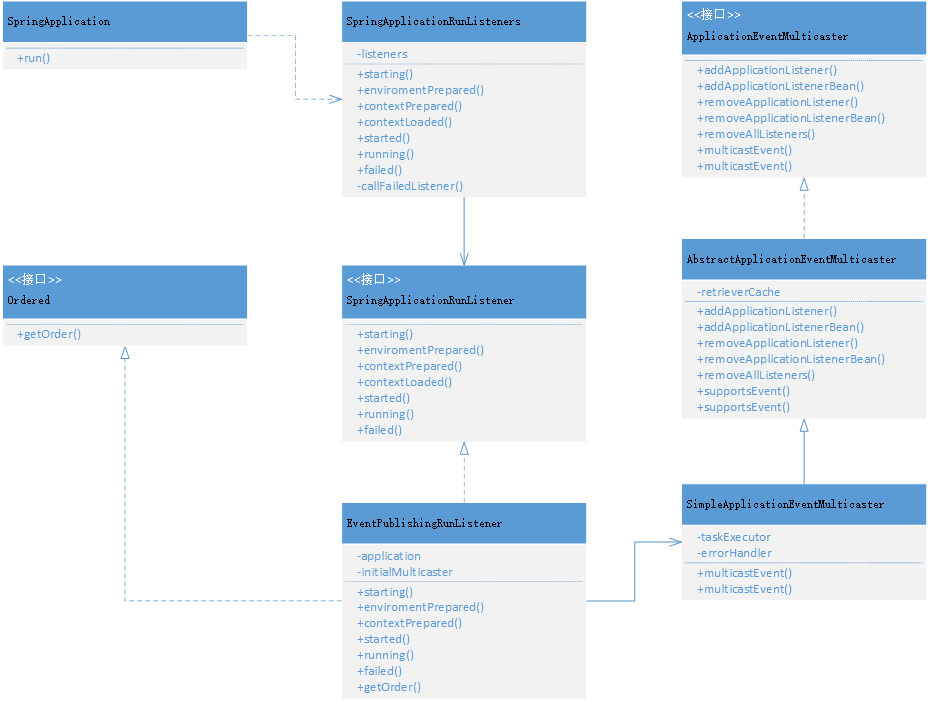 SpringApplication
+run()
SpringApplicationRunListeners
-listeners
+starting()
+enviromentPrepared()
+contextPrepared()
+contextLoaded()
+started()
+running()
+failed()
-callFailedListener()
<<接口>>
ApplicationEventMulticaster
+addApplicationListener()
+addApplicationListenerBean()
+removeApplicationListener()
+removeApplicationListenerBean()
+removeAllListeners()
+multicastEvent()
+multicastEvent()
<<接口>>
Ordered
+getOrder()
<<接口>>
SpringApplicationRunListener
+starting()
+enviromentPrepared()
+contextPrepared()
+contextLoaded()
+started()
+running()
+failed()
AbstractApplicationEventMulticaster
-retrieverCache
+addApplicationListener()
+addApplicationListenerBean()
+removeApplicationListener()
+removeApplicationListenerBean()
+removeAllListeners()
+supportsEvent()
+supportsEvent()
EventPublishingRunListener
-application
-initialMulticaster
+starting()
+enviromentPrepared()
+contextPrepared()
+started()
+running()
+failed()
+getOrder()
SimpleApplicationEventMulticaster
-taskExecutor
-errorHandler
+multicastEvent()
+multicastEvent()